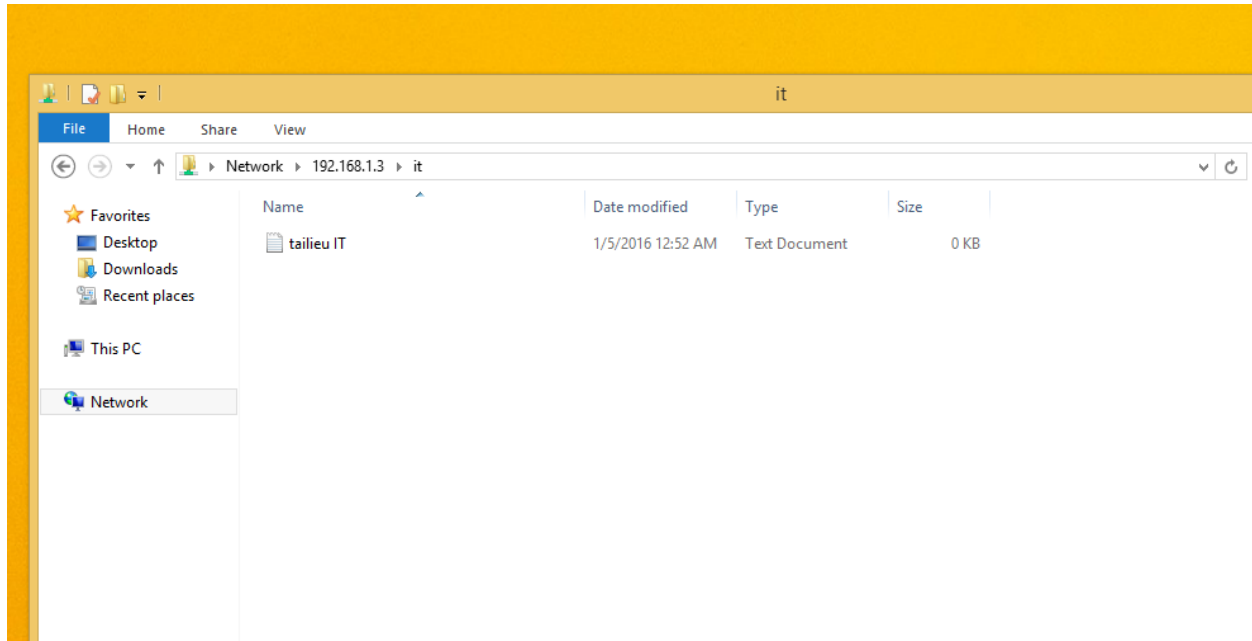 it
File Home Share View
Network 192.168.1.3 it
Favorites
Desktop
Downloads
Recent places
This PC
Network
Name Date modified Type Size
tailieu IT 1/5/2016 12:52 AM Text Document 0 KB